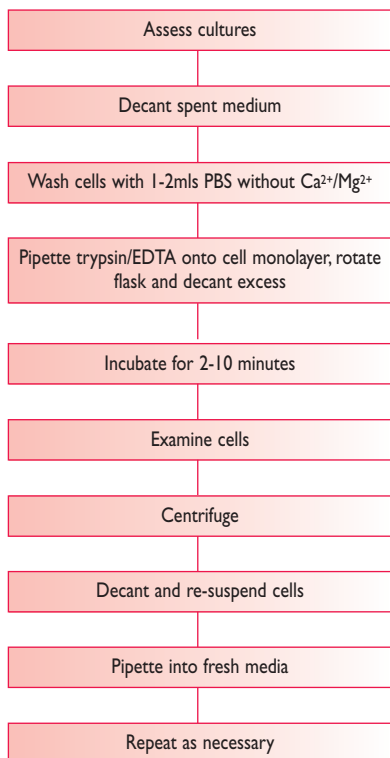 Assess cultures
Decant spent medium
Wash cells with 1-2mls PBS without Ca²⁺/Mg²⁺
Pipette trypsin/EDTA onto cell monolayer, rotate
flask and decant excess
Incubate for 2-10 minutes
Examine cells
Centrifuge
Decant and re-suspend cells
Pipette into fresh media
Repeat as necessary